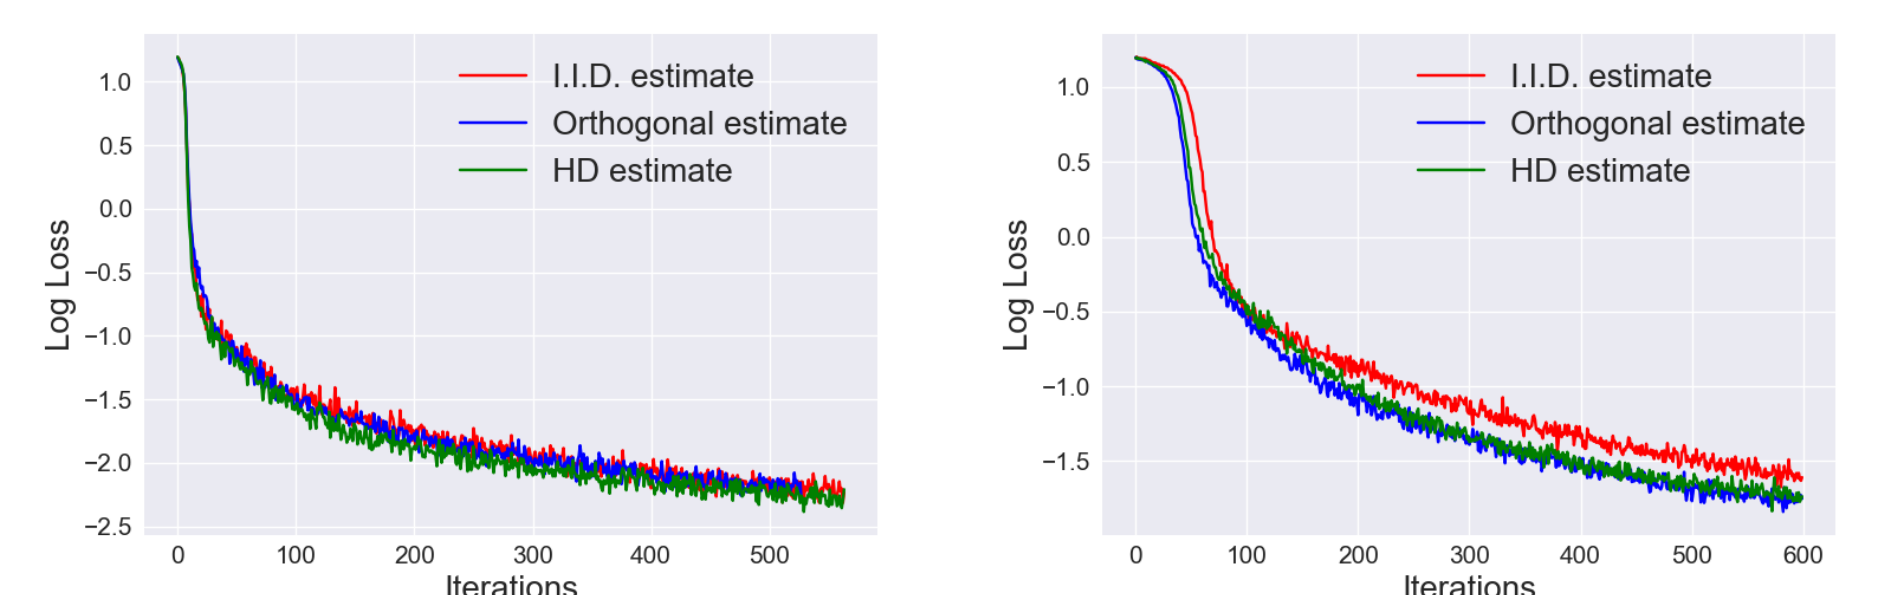 1.0
0.5
0.0
−0.5
−1.0
−1.5
−2.0
−2.5
Log Loss
I.I.D. estimate
Orthogonal estimate
HD estimate
0 100 200 300 400 500
Iterations
1.0
0.5
0.0
−0.5
−1.0
−1.5
Log Loss
I.I.D. estimate
Orthogonal estimate
HD estimate
0 100 200 300 400 500 600
Iterations